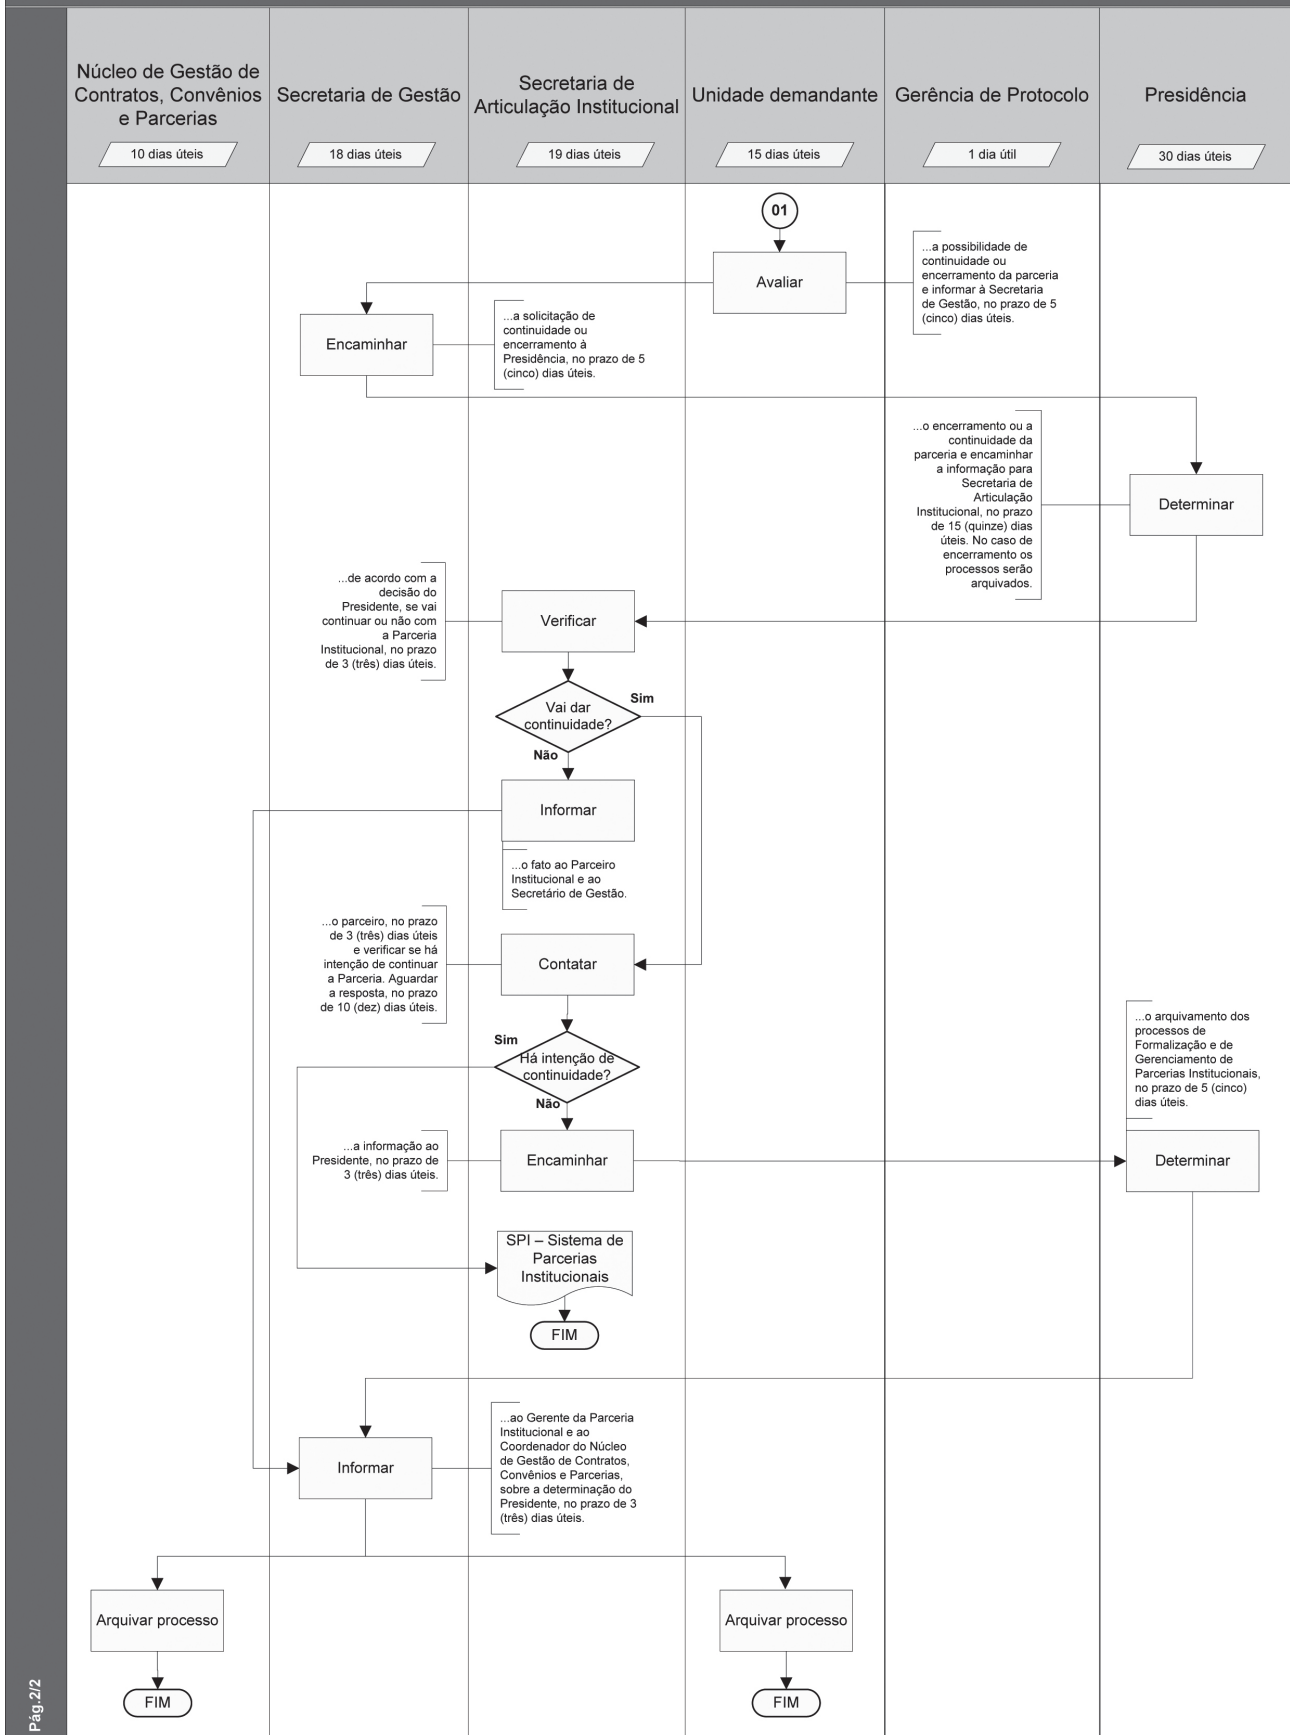 Núcleo de Gestão de
Contratos, Convênios
e Parcerias
10 dias úteis
Secretaria de Gestão
18 dias úteis
Secretaria de
Articulação Institucional
19 dias úteis
Unidade demandante
15 dias úteis
Gerência de Protocolo
1 dia útil
Presidência
30 dias úteis
01
Avaliar
...a possibilidade de
continuidade ou
encerramento da parceria
e informar à Secretaria
de Gestão, no prazo de 5
(cinco) dias úteis.
Encaminhar
...a solicitação de
continuidade ou
encerramento à
Presidência, no prazo de 5
(cinco) dias úteis.
...o encerramento ou a
continuidade da
parceria e encaminhar
a informação para
Secretaria de
Articulação
Institucional, no prazo
de 15 (quinze) dias
úteis. No caso de
encerramento os
processos serão
arquivados.
Determinar
...de acordo com a
decisão do
Presidente, se vai
continuar ou não com
a Parceria
Institucional, no prazo
de 3 (três) dias úteis.
Verificar
Vai dar
continuidade?
Sim
Não
Informar
...o fato ao Parceiro
Institucional e ao
Secretário de Gestão.
...o parceiro, no prazo
de 3 (três) dias úteis
e verificar se há
intenção de continuar
a Parceria. Aguardar
a resposta, no prazo
de 10 (dez) dias úteis.
Contatar
Sim
Há intenção de
continuidade?
Não
...o arquivamento dos
processos de
Formalização e de
Gerenciamento de
Parcerias Institucionais,
no prazo de 5 (cinco)
dias úteis.
...a informação ao
Presidente, no prazo de
3 (três) dias úteis.
Encaminhar
Determinar
SPI – Sistema de
Parcerias
Institucionais
FIM
Informar
...ao Gerente da Parceria
Institucional e ao
Coordenador do Núcleo
de Gestão de Contratos,
Convênios e Parcerias,
sobre a determinação do
Presidente, no prazo de 3
(três) dias úteis.
Arquivar processo
Arquivar processo
FIM
FIM
Pág.2/2